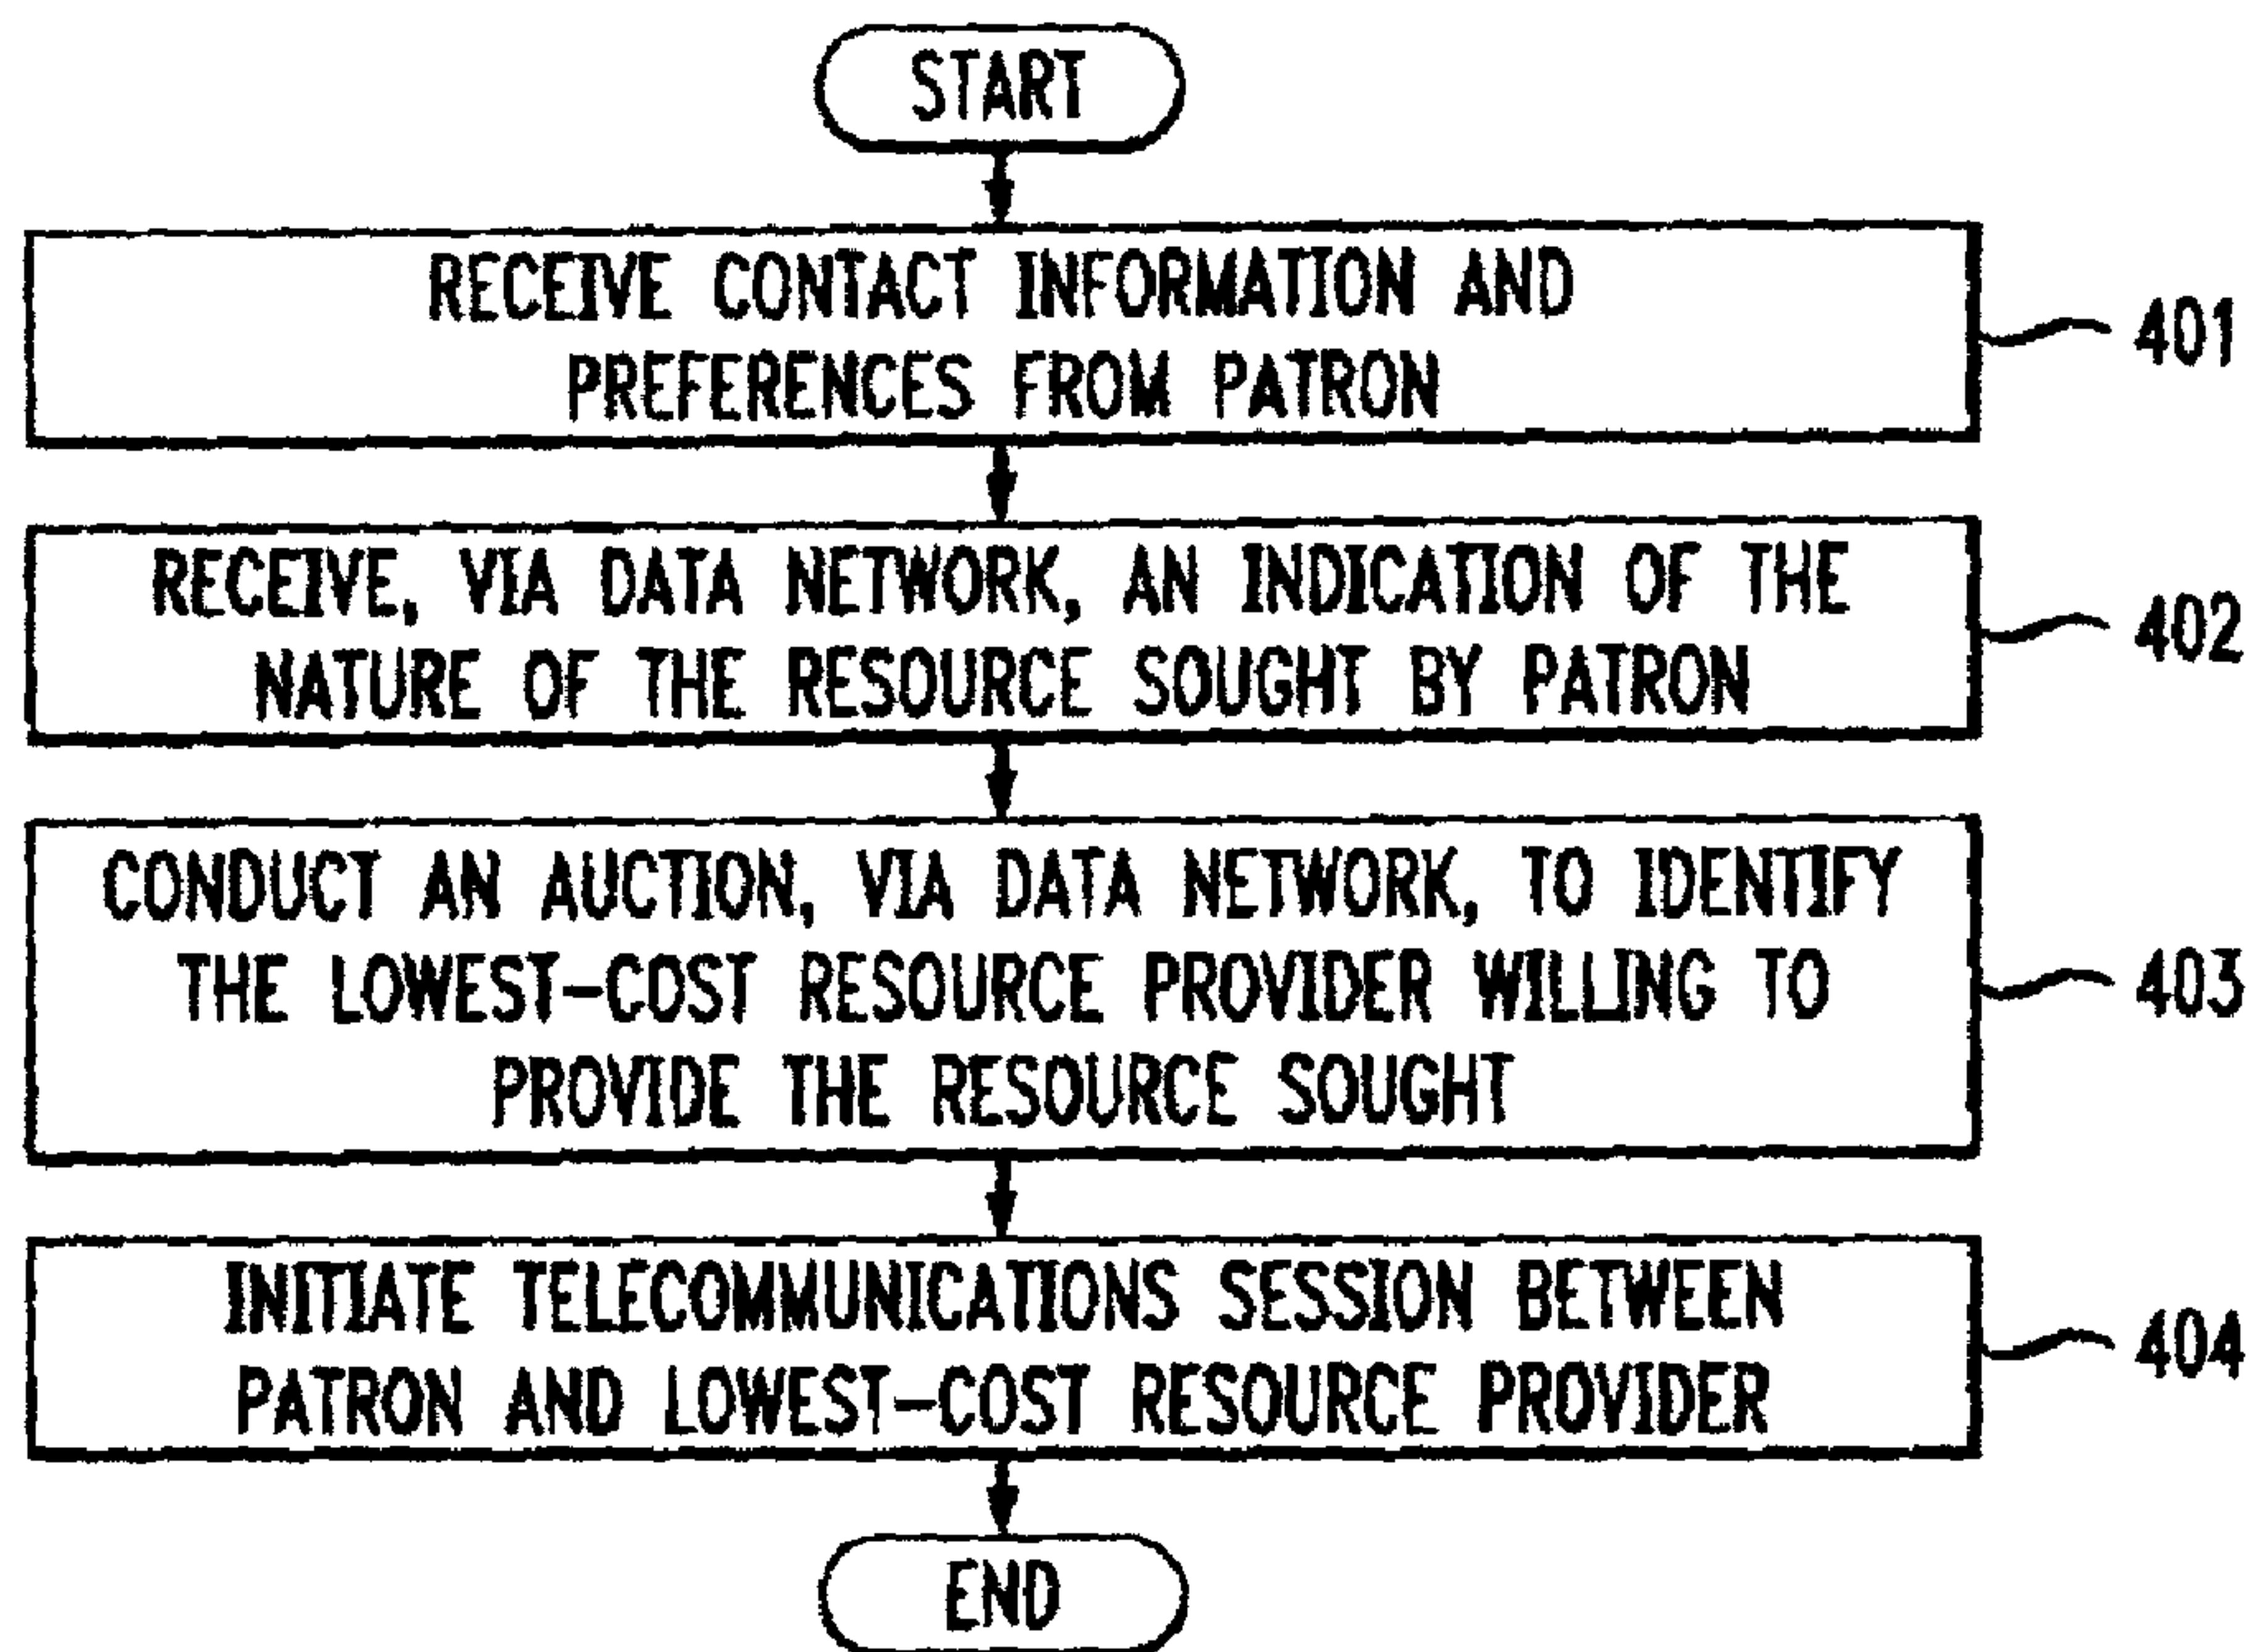 START
RECEIVE CONTACT INFORMATION AND
PREFERENCES FROM PATRON
401
RECEIVE, VIA DATA NETWORK, AN INDICATION OF THE
NATURE OF THE RESOURCE SOUGHT BY PATRON
402
CONDUCT AN AUCTION, VIA DATA NETWORK, TO IDENTIFY
THE LOWEST-COST RESOURCE PROVIDER WILLING TO
PROVIDE THE RESOURCE SOUGHT
403
INITIATE TELECOMMUNICATIONS SESSION BETWEEN
PATRON AND LOWEST-COST RESOURCE PROVIDER
404
END